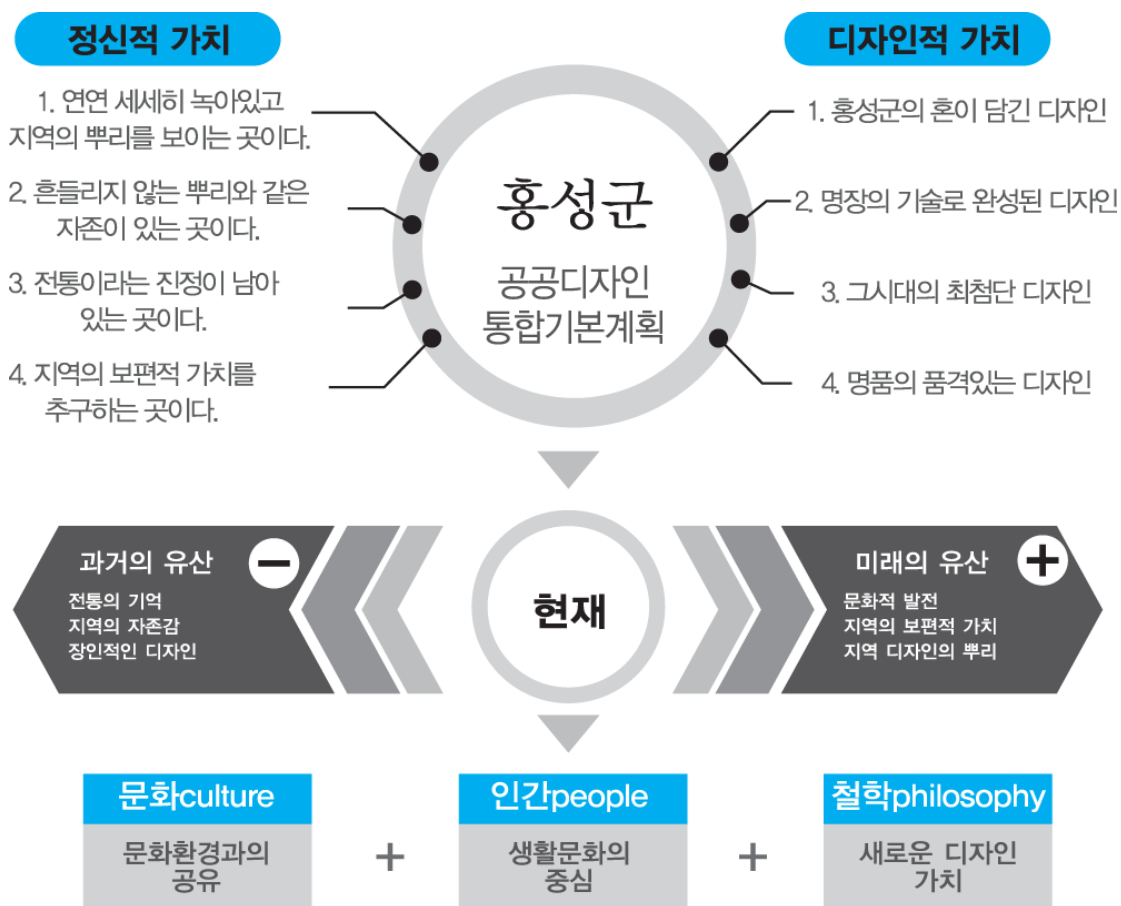 정신적 가치
1. 연연 세세히 녹아있고
지역의 뿌리를 보이는 곳이다.
2. 흔들리지 않는 뿌리와 같은
자존이 있는 곳이다.
3. 전통이라는 진정이 남아
있는 곳이다.
4. 지역의 보편적 가치를
추구하는 곳이다.
홍성군
공공디자인
통합기본계획
디자인적 가치
1. 홍성군의 혼이 담긴 디자인
2. 명장의 기술로 완성된 디자인
3. 그시대의 최첨단 디자인
4. 명품의 품격있는 디자인
과거의 유산 −
전통의 기억
지역의 자존감
장인적인 디자인
현재
미래의 유산 +
문화적 발전
지역의 보편적 가치
지역 디자인의 뿌리
문화culture
문화환경과의
공유
+
인간people
생활문화의
중심
+
철학philosophy
새로운 디자인
가치